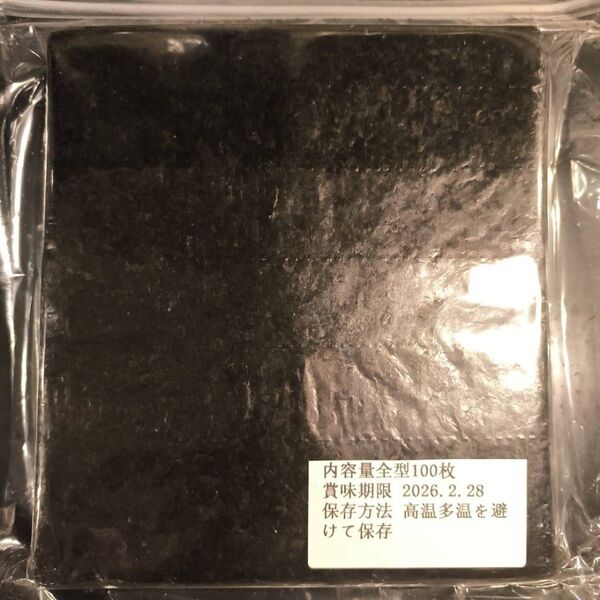 内容量全型100枚
賞味期限 2026.2.28
保存方法 高温多温を避
けて保存